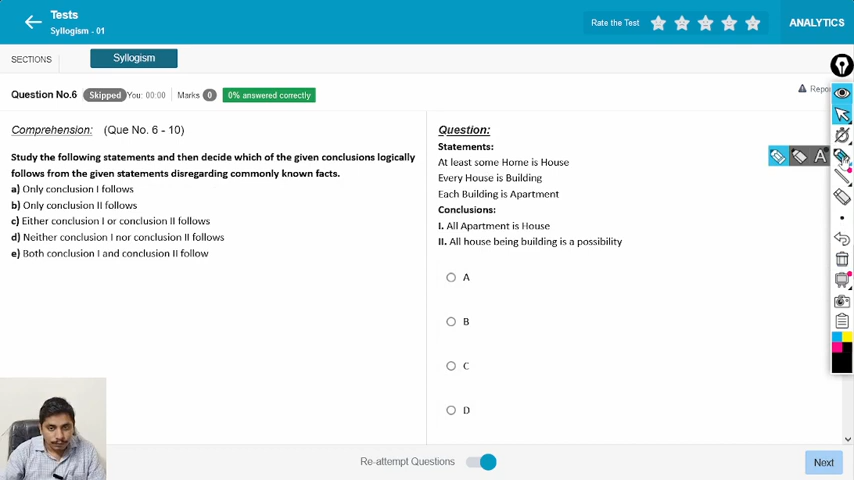 Tests
Syllogism - 01
Rate the Test
ANALYTICS
SECTIONS
Syllogism
Question No.6
Skipped
You: 00:00
Marks
0
0% answered correctly
Comprehension: (Que No. 6 - 10)
Study the following statements and then decide which of the given conclusions logically
follows from the given statements disregarding commonly known facts.
a) Only conclusion I follows
b) Only conclusion II follows
c) Either conclusion I or conclusion II follows
d) Neither conclusion I nor conclusion II follows
e) Both conclusion I and conclusion II follow
Question:
Statements:
At least some Home is House
Every House is Building
Each Building is Apartment
Conclusions:
I. All Apartment is House
II. All house being building is a possibility
A
B
C
D
A
Re-attempt Questions
Next